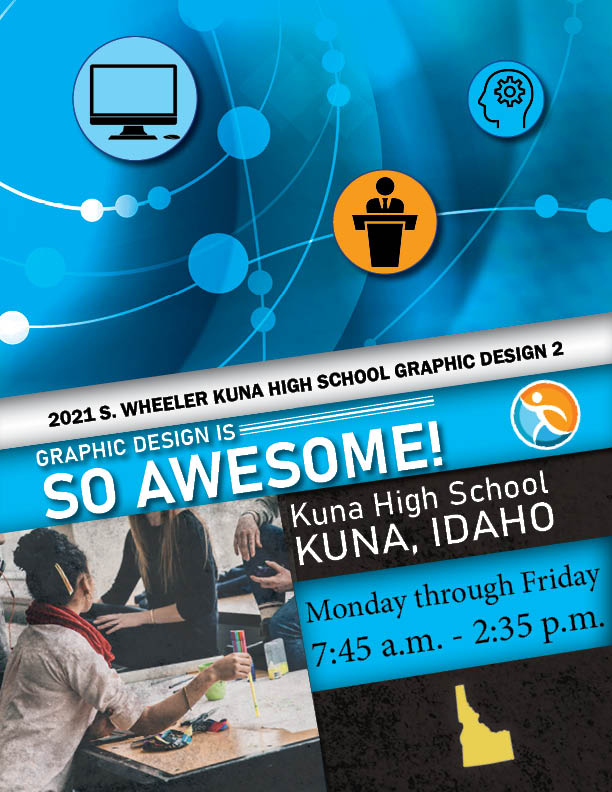 2021 S. WHEELER KUNA HIGH SCHOOL GRAPHIC DESIGN 2
GRAPHIC DESIGN IS
SO AWESOME!
Kuna High School
KUNA, IDAHO
Monday through Friday
7:45 a.m. - 2:35 p.m.